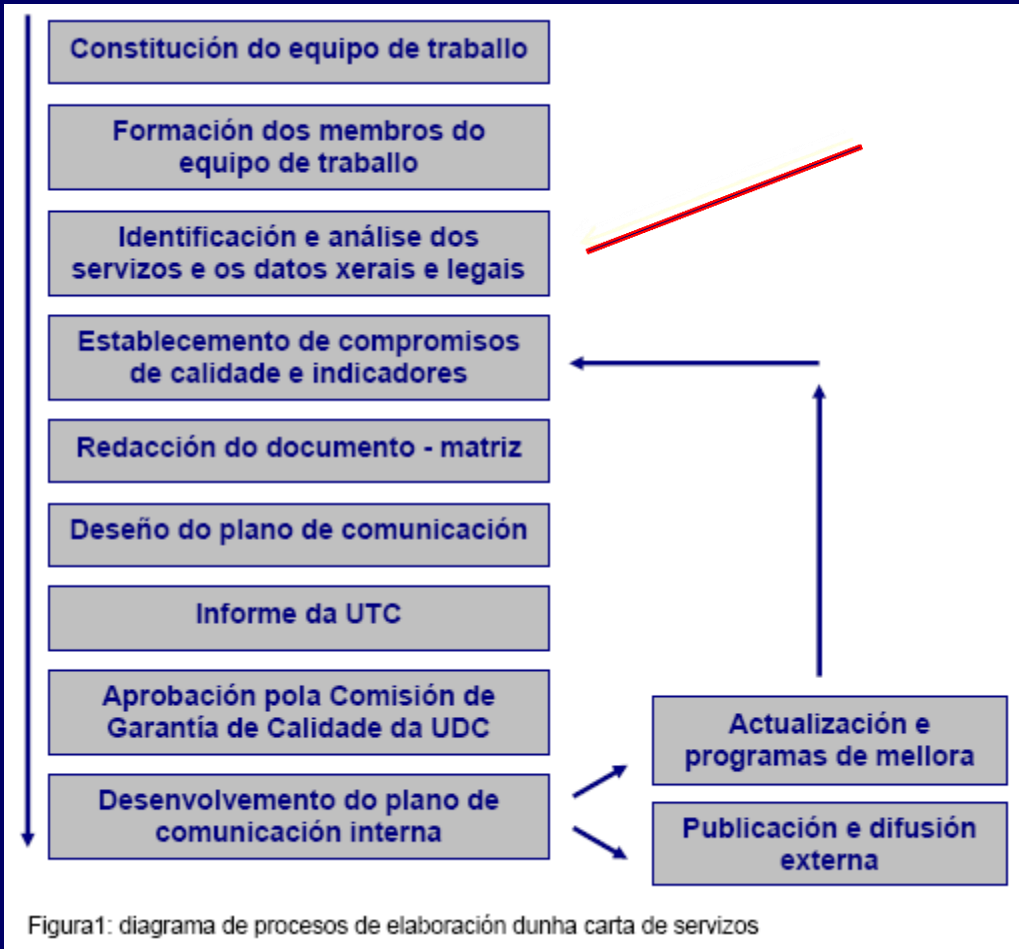 Constitución do equipo de traballo
Formación dos membros do
equipo de traballo
Identificación e análise dos
servizos e os datos xerais e legais
Establecemento de compromisos
de calidade e indicadores
Redacción do documento - matriz
Deseño do plano de comunicación
Informe da UTC
Aprobación pola Comisión de
Garantía de Calidade da UDC
Desenvolvemento do plano de
comunicación interna
Actualización e
programas de mellora
Publicación e difusión
externa
Figura1: diagrama de procesos de elaboración dunha carta de servizos